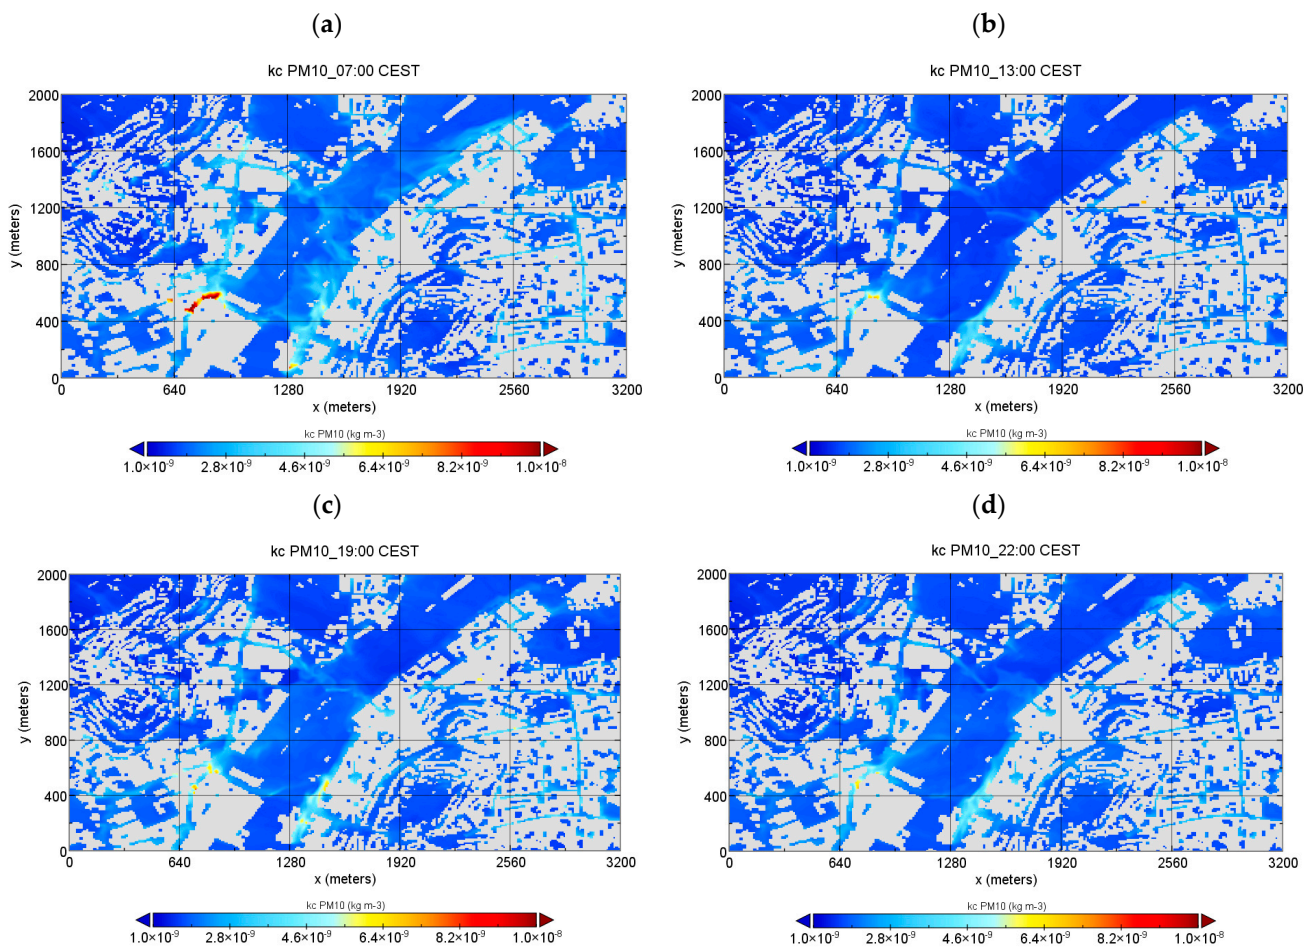 (a)
kc PM10_07:00 CEST
2000
1600
1200
800
400
0
y (meters)
0 640 1280 1920 2560 3200
x (meters)
kc PM10 (kg m-3)
1.0×10⁻⁹ 2.8×10⁻⁹ 4.6×10⁻⁹ 6.4×10⁻⁹ 8.2×10⁻⁹ 1.0×10⁻⁸
(b)
kc PM10_13:00 CEST
2000
1600
1200
800
400
0
y (meters)
0 640 1280 1920 2560 3200
x (meters)
kc PM10 (kg m-3)
1.0×10⁻⁹ 2.8×10⁻⁹ 4.6×10⁻⁹ 6.4×10⁻⁹ 8.2×10⁻⁹ 1.0×10⁻⁸
(c)
kc PM10_19:00 CEST
2000
1600
1200
800
400
0
y (meters)
0 640 1280 1920 2560 3200
x (meters)
kc PM10 (kg m-3)
1.0×10⁻⁹ 2.8×10⁻⁹ 4.6×10⁻⁹ 6.4×10⁻⁹ 8.2×10⁻⁹ 1.0×10⁻⁸
(d)
kc PM10_22:00 CEST
2000
1600
1200
800
400
0
y (meters)
0 640 1280 1920 2560 3200
x (meters)
kc PM10 (kg m-3)
1.0×10⁻⁹ 2.8×10⁻⁹ 4.6×10⁻⁹ 6.4×10⁻⁹ 8.2×10⁻⁹ 1.0×10⁻⁸